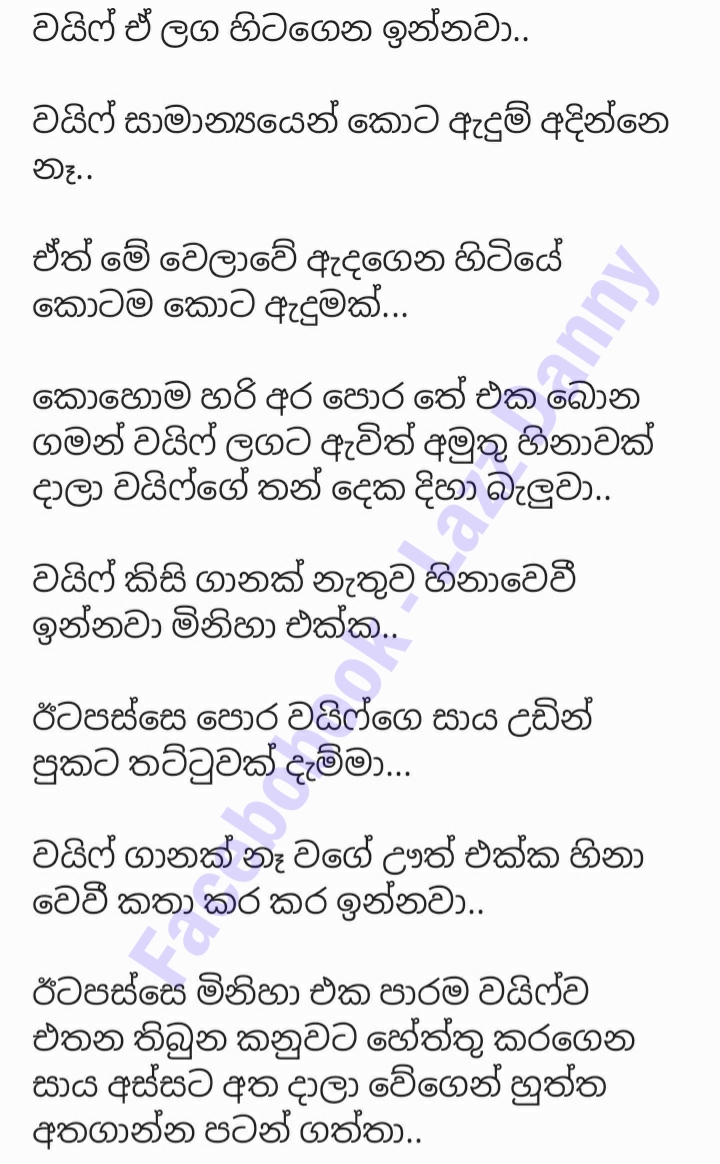 වයිෆ් ඒ ලග හිටගෙන ඉන්නවා..
වයිෆ් සාමාන්‍යයෙන් කොට ඇදුම් අදින්නෙ
නෑ..
ඒත් මේ වෙලාවේ ඇදගෙන හිටියේ
කොටම කොට ඇදුමක්...
කොහොම හරි අර පොර තේ එක බොන
ගමන් වයිෆ් ලගට ඇවිත් අමුතු හිනාවක්
දාලා වයිෆ්ගේ තන් දෙක දිහා බැලුවා..
වයිෆ් කිසි ගානක් නැතුව හිනාවෙවී
ඉන්නවා මිනිහා එක්ක..
ඊටපස්සෙ පොර වයිෆ්ගෙ සාය උඩින්
පුකට තට්ටුවක් දැම්මා...
වයිෆ් ගානක් නෑ වගේ ඌත් එක්ක හිනා
වෙවී කතා කර කර ඉන්නවා..
ඊටපස්සෙ මිනිහා එක පාරම වයිෆ්ව
එතන තිබුන කනුවට හේත්තු කරගෙන
සාය අස්සට අත දාලා වේගෙන් හුත්ත
අතගාන්න පටන් ගත්තා..
Facebobook - Lazz Danny